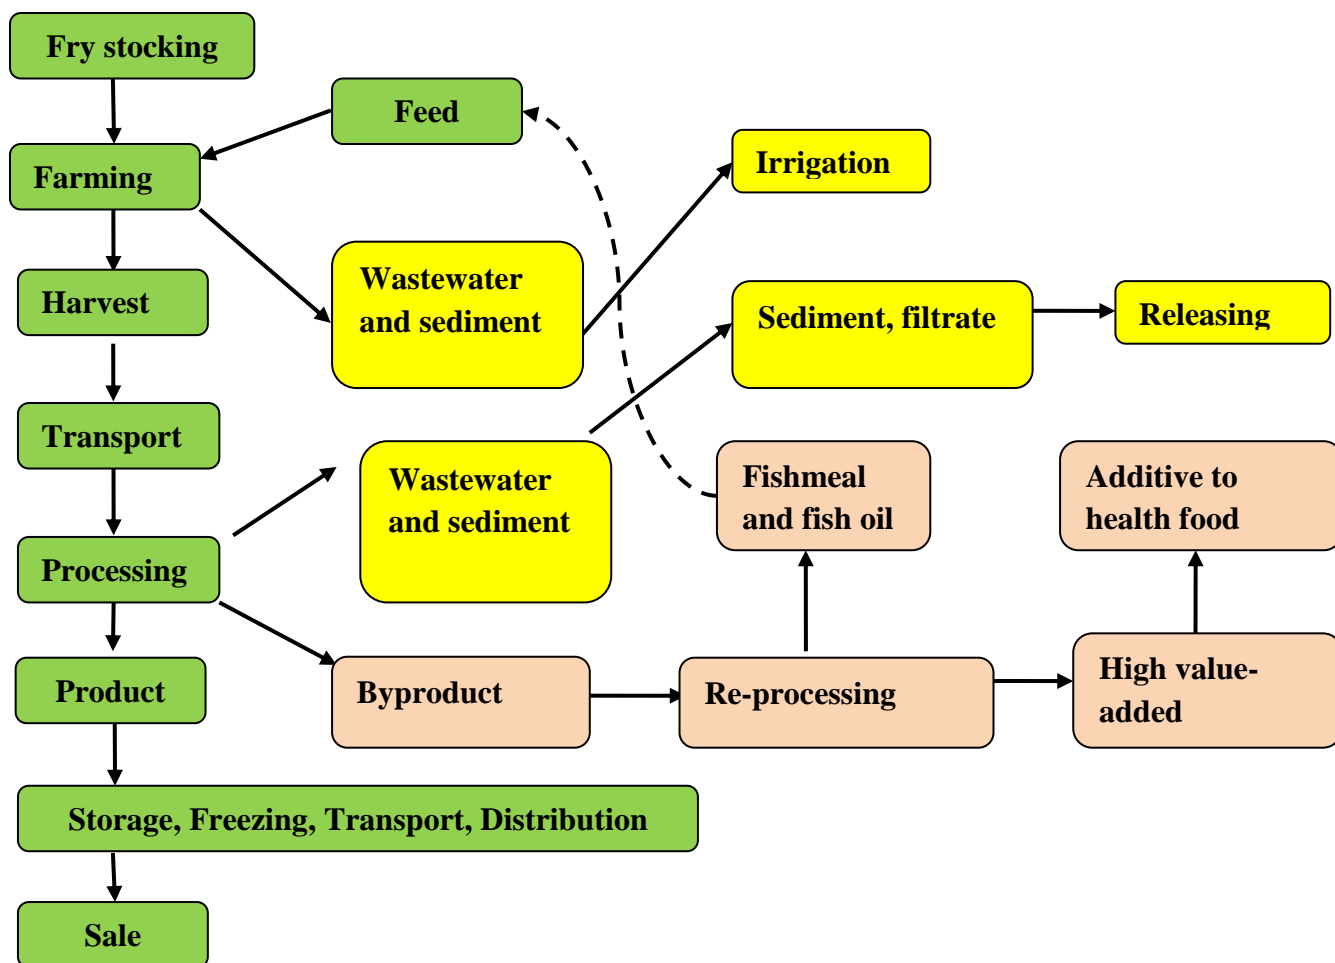 Fry stocking
Feed
Irrigation
Farming
Wastewater
and sediment
Harvest
Sediment, filtrate
Releasing
Transport
Wastewater
and sediment
Fishmeal
and fish oil
Additive to
health food
Processing
Product
Byproduct
Re-processing
High value-
added
Storage, Freezing, Transport, Distribution
Sale